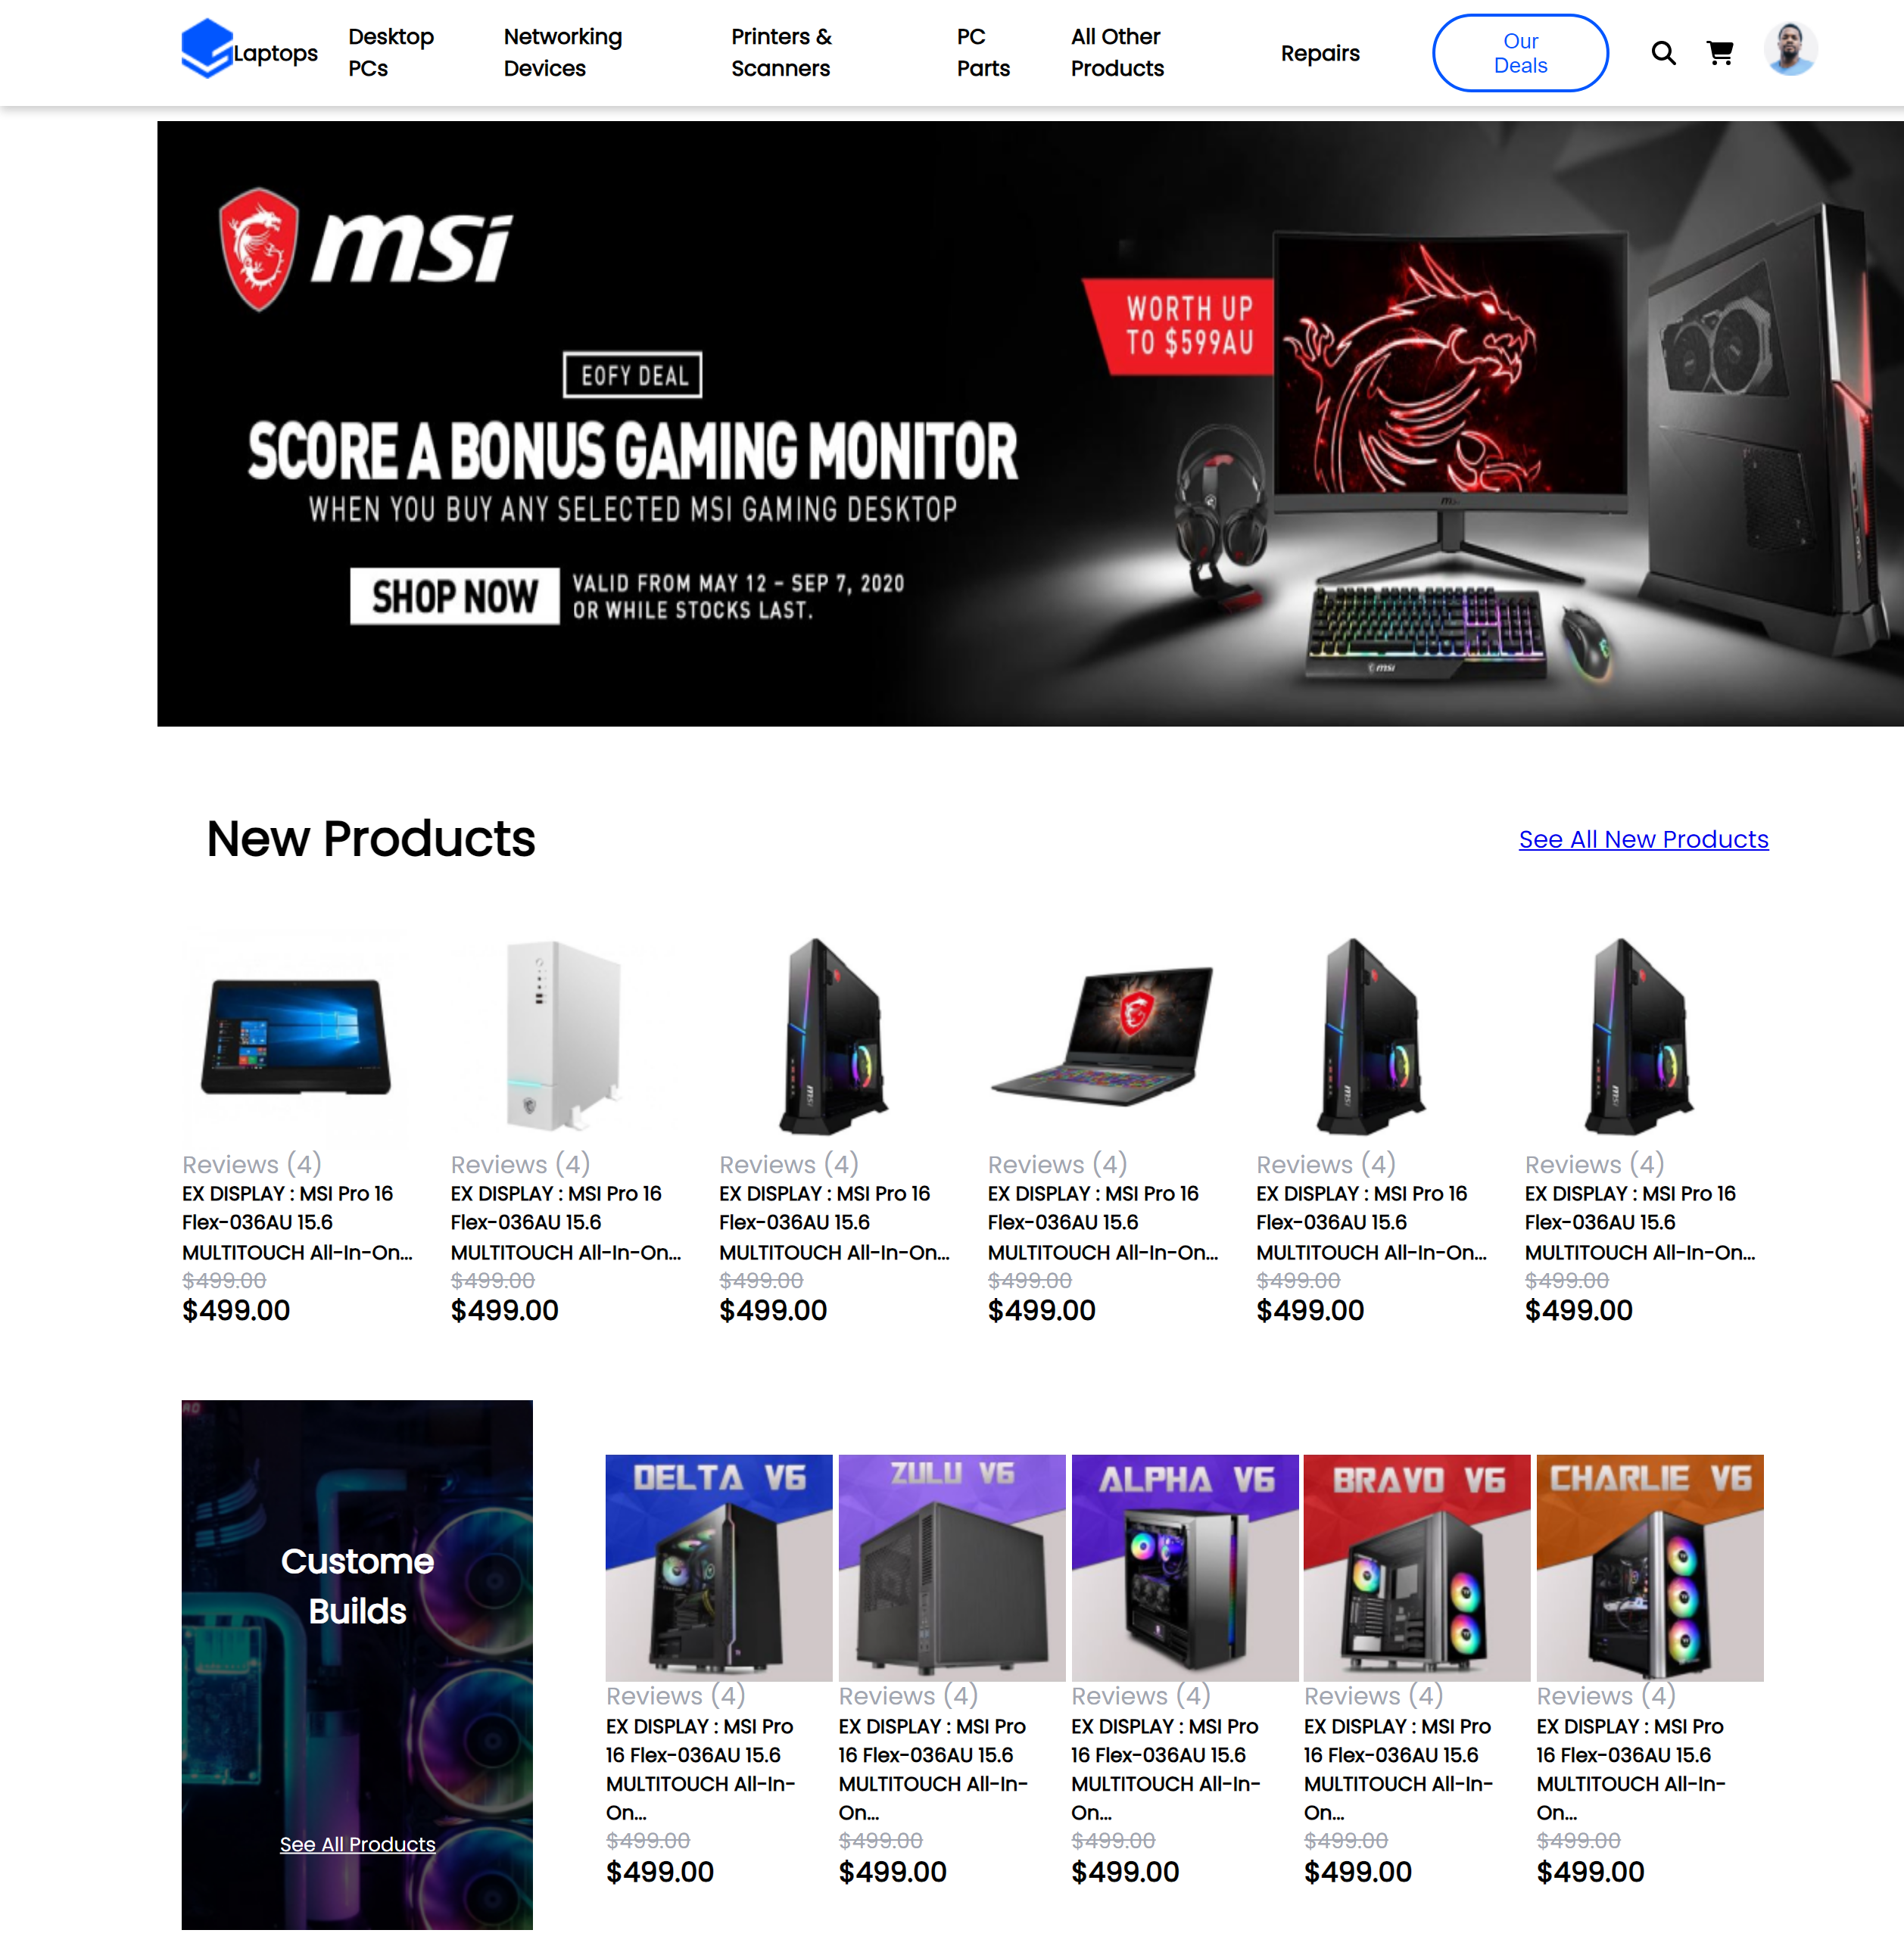 Laptops
Desktop
PCs
Networking
Devices
Printers &
Scanners
PC
Parts
All Other
Products
Repairs
Our
Deals
msi
EOFY DEAL
SCORE A BONUS GAMING MONITOR
WHEN YOU BUY ANY SELECTED MSI GAMING DESKTOP
SHOP NOW
VALID FROM MAY 12 - SEP 7, 2020
OR WHILE STOCKS LAST.
WORTH UP
TO $599AU
msi
New Products
See All New Products
Reviews (4)
EX DISPLAY : MSI Pro 16
Flex-036AU 15.6
MULTITOUCH All-In-On...
$499.00
$499.00
Reviews (4)
EX DISPLAY : MSI Pro 16
Flex-036AU 15.6
MULTITOUCH All-In-On...
$499.00
$499.00
Reviews (4)
EX DISPLAY : MSI Pro 16
Flex-036AU 15.6
MULTITOUCH All-In-On...
$499.00
$499.00
Reviews (4)
EX DISPLAY : MSI Pro 16
Flex-036AU 15.6
MULTITOUCH All-In-On...
$499.00
$499.00
Reviews (4)
EX DISPLAY : MSI Pro 16
Flex-036AU 15.6
MULTITOUCH All-In-On...
$499.00
$499.00
Reviews (4)
EX DISPLAY : MSI Pro 16
Flex-036AU 15.6
MULTITOUCH All-In-On...
$499.00
$499.00
Custome
Builds
See All Products
DELTA V6
Reviews (4)
EX DISPLAY : MSI Pro
16 Flex-036AU 15.6
MULTITOUCH All-In-
On...
$499.00
$499.00
ZULU V6
Reviews (4)
EX DISPLAY : MSI Pro
16 Flex-036AU 15.6
MULTITOUCH All-In-
On...
$499.00
$499.00
ALPHA V6
Reviews (4)
EX DISPLAY : MSI Pro
16 Flex-036AU 15.6
MULTITOUCH All-In-
On...
$499.00
$499.00
BRAVO V6
Reviews (4)
EX DISPLAY : MSI Pro
16 Flex-036AU 15.6
MULTITOUCH All-In-
On...
$499.00
$499.00
CHARLIE V6
Reviews (4)
EX DISPLAY : MSI Pro
16 Flex-036AU 15.6
MULTITOUCH All-In-
On...
$499.00
$499.00